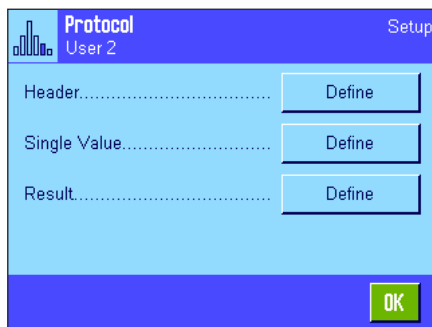 Protocol
Setup
User 2
Header................................... Define
Single Value........................... Define
Result..................................... Define
OK